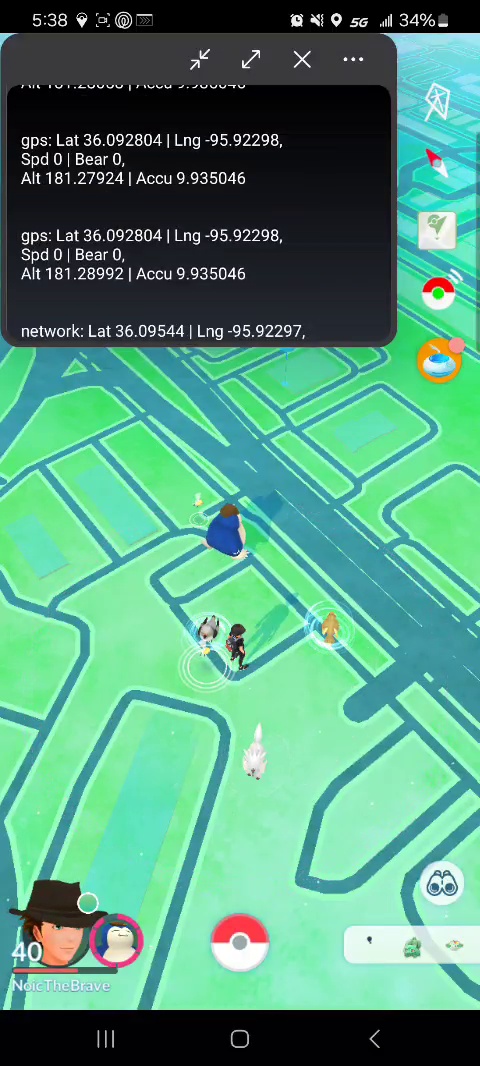 5:38
5G
34%
gps: Lat 36.092804 | Lng -95.92298,
Spd 0 | Bear 0,
Alt 181.27924 | Accu 9.935046
gps: Lat 36.092804 | Lng -95.92298,
Spd 0 | Bear 0,
Alt 181.28992 | Accu 9.935046
network: Lat 36.09544 | Lng -95.92297,
40
NoicTheBrave